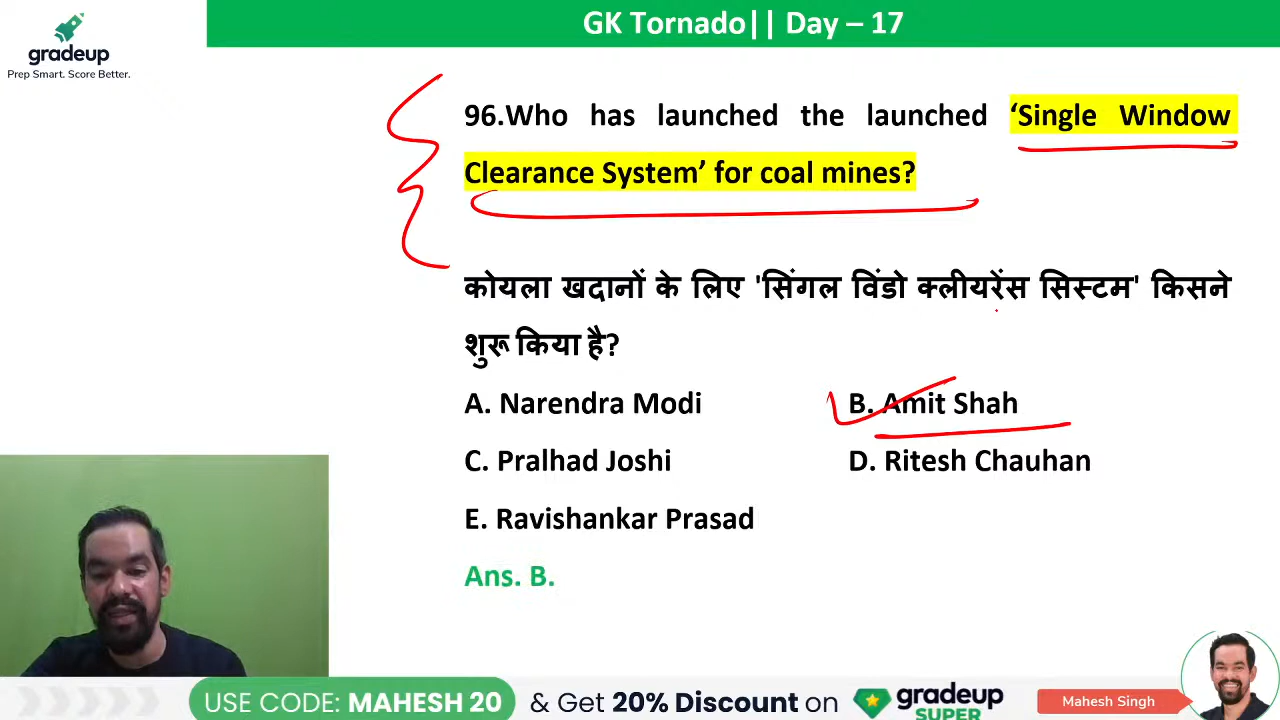 GK Tornado|| Day – 17
gradeup
Prep Smart. Score Better.
96.Who has launched the launched ‘Single Window
Clearance System’ for coal mines?
कोयला खदानों के लिए 'सिंगल विंडो क्लीयरेंस सिस्टम' किसने
शुरू किया है?
A. Narendra Modi
B. Amit Shah
C. Pralhad Joshi
D. Ritesh Chauhan
E. Ravishankar Prasad
Ans. B.
USE CODE: MAHESH 20 & Get 20% Discount on gradeup
SUPER
Mahesh Singh